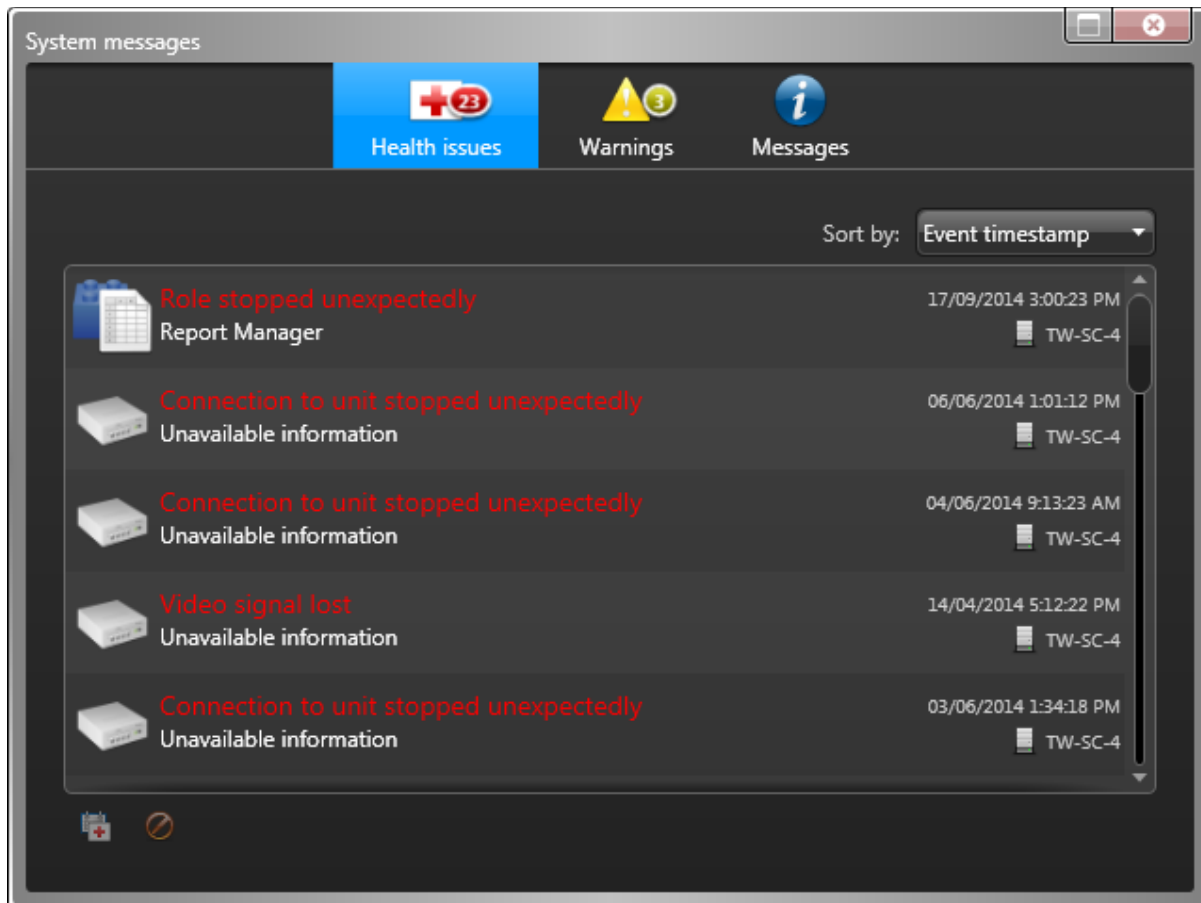 System messages
23
3
i
Health issues
Warnings
Messages
Sort by: Event timestamp
Role stopped unexpectedly
17/09/2014 3:00:23 PM
Report Manager
TW-SC-4
Connection to unit stopped unexpectedly
06/06/2014 1:01:12 PM
Unavailable information
TW-SC-4
Connection to unit stopped unexpectedly
04/06/2014 9:13:23 AM
Unavailable information
TW-SC-4
Video signal lost
14/04/2014 5:12:22 PM
Unavailable information
TW-SC-4
Connection to unit stopped unexpectedly
03/06/2014 1:34:18 PM
Unavailable information
TW-SC-4